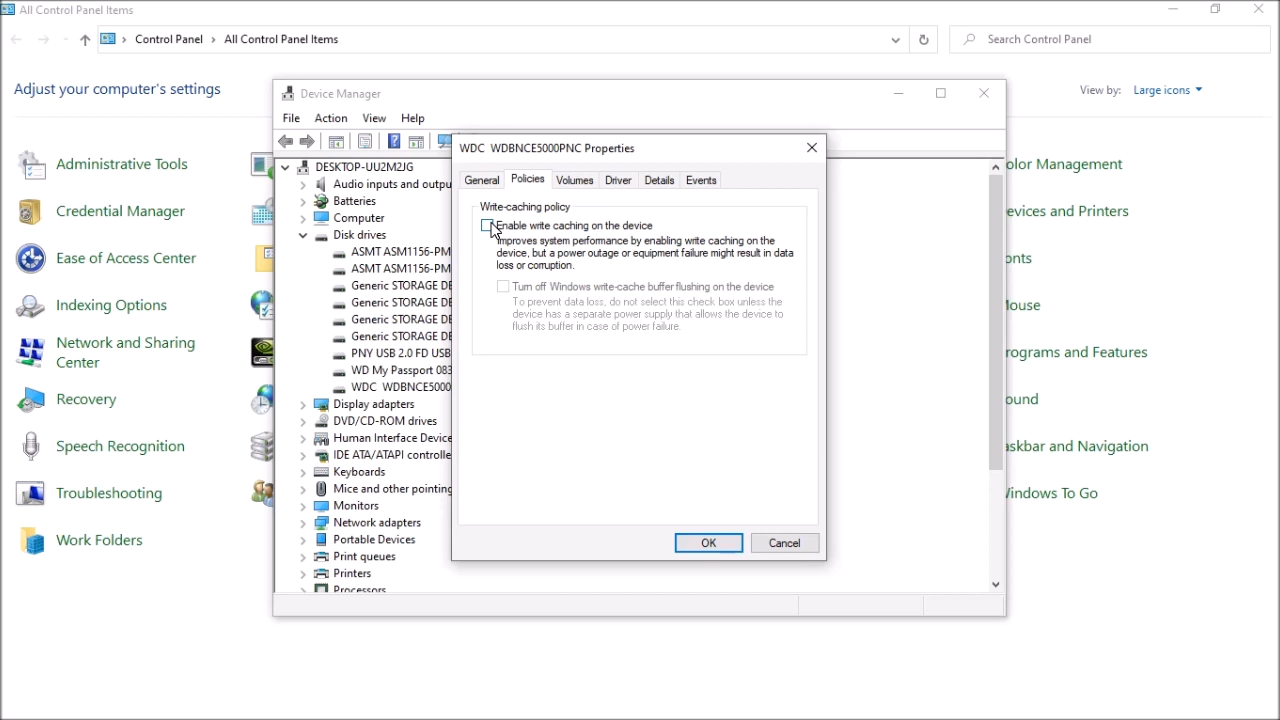 All Control Panel Items
Control Panel
All Control Panel Items
Search Control Panel
Adjust your computer's settings
View by:
Large icons
Administrative Tools
Credential Manager
Ease of Access Center
Indexing Options
Network and Sharing
Center
Recovery
Speech Recognition
Troubleshooting
Work Folders
olor Management
evices and Printers
onts
Mouse
rograms and Features
ound
askbar and Navigation
Windows To Go
Device Manager
File
Action
View
Help
DESKTOP-UU2M2JG
Audio inputs and outpu
Batteries
Computer
Disk drives
ASMT ASM1156-PM
ASMT ASM1156-PM
Generic STORAGE DE
Generic STORAGE DE
Generic STORAGE DE
Generic STORAGE DE
PNY USB 2.0 FD USB
WD My Passport 083
WDC WDBNCE5000
Display adapters
DVD/CD-ROM drives
Human Interface Device
IDE ATA/ATAPI controlle
Keyboards
Mice and other pointing
Monitors
Network adapters
Portable Devices
Print queues
Printers
Processors
WDC WDBNCE5000PNC Properties
General
Policies
Volumes
Driver
Details
Events
Write-caching policy
Enable write caching on the device
Improves system performance by enabling write caching on the
device, but a power outage or equipment failure might result in data
loss or corruption.
Turn off Windows write-cache buffer flushing on the device
To prevent data loss, do not select this check box unless the
device has a separate power supply that allows the device to
flush its buffer in case of power failure.
OK
Cancel